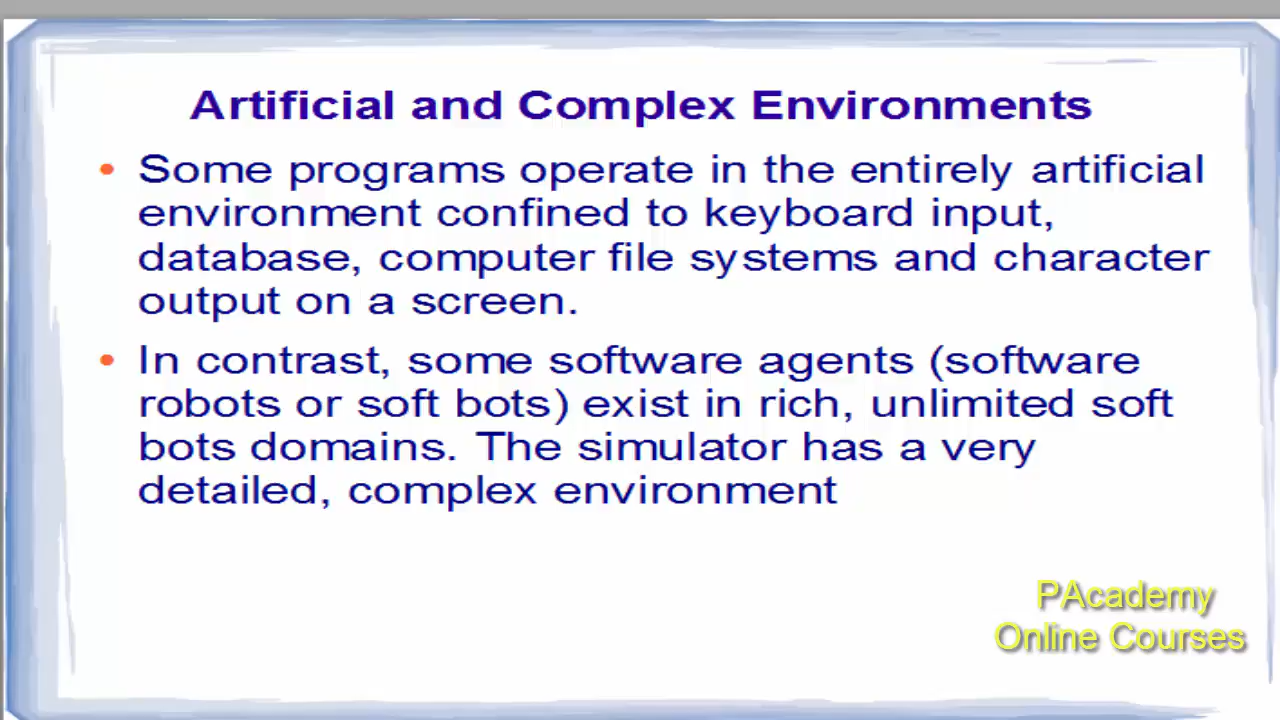 Artificial and Complex Environments
• Some programs operate in the entirely artificial
environment confined to keyboard input,
database, computer file systems and character
output on a screen.
• In contrast, some software agents (software
robots or soft bots) exist in rich, unlimited soft
bots domains. The simulator has a very
detailed, complex environment
PAcademy
Online Courses